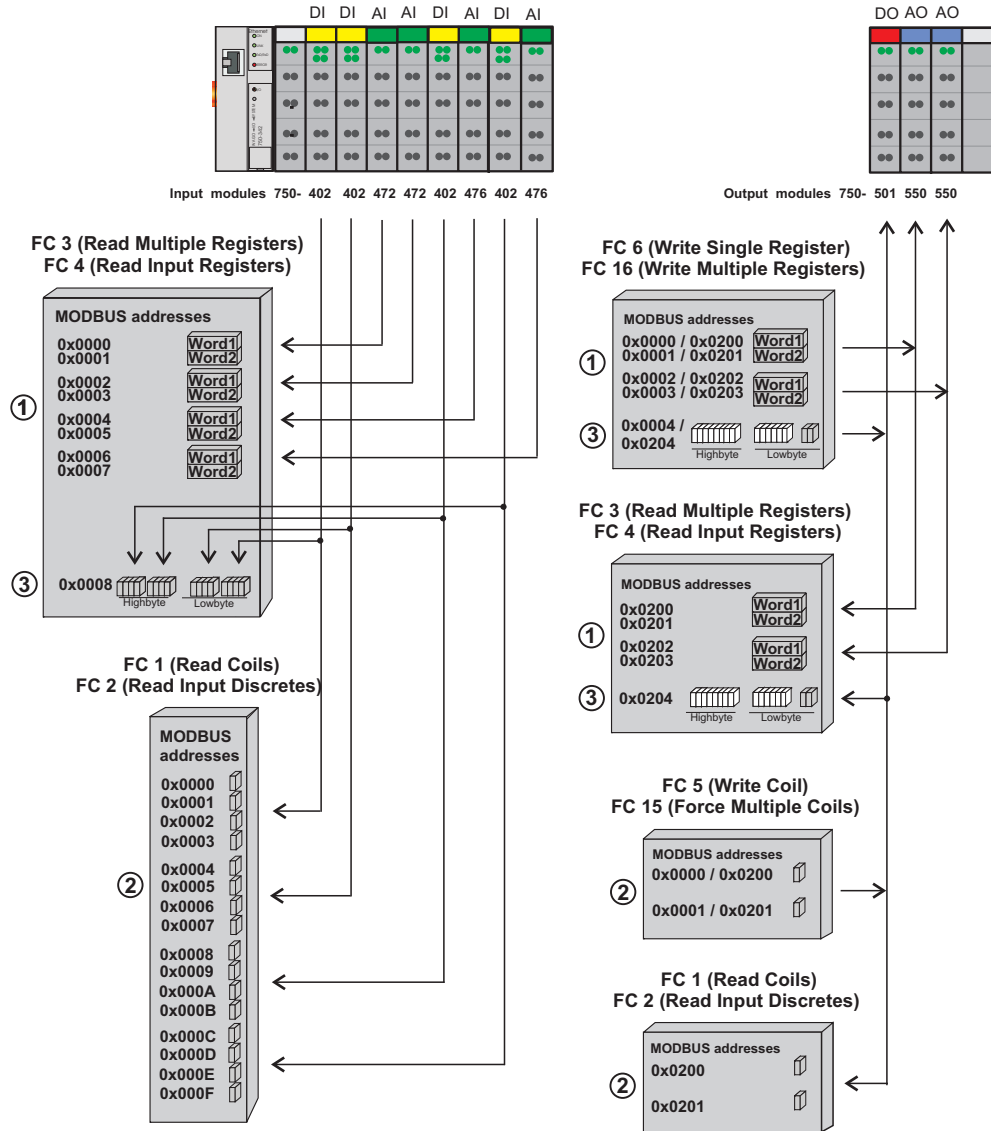 DI DI AI AI DI AI DI AI
DO AO AO
Ethernet
ON
LINK
ERROR
750-342
Input modules 750- 402 402 472 472 402 476 402 476
Output modules 750- 501 550 550
FC 3 (Read Multiple Registers)
FC 4 (Read Input Registers)
MODBUS addresses
0x0000 Word1
0x0001 Word2
0x0002 Word1
0x0003 Word2
1
0x0004 Word1
0x0005 Word2
0x0006 Word1
0x0007 Word2
3 0x0008
Highbyte Lowbyte
FC 1 (Read Coils)
FC 2 (Read Input Discretes)
MODBUS
addresses
0x0000
0x0001
0x0002
0x0003
0x0004
2 0x0005
0x0006
0x0007
0x0008
0x0009
0x000A
0x000B
0x000C
0x000D
0x000E
0x000F
FC 6 (Write Single Register)
FC 16 (Write Multiple Registers)
MODBUS addresses
0x0000 / 0x0200 Word1
0x0001 / 0x0201 Word2
1
0x0002 / 0x0202 Word1
0x0003 / 0x0203 Word2
3 0x0004 /
0x0204
Highbyte Lowbyte
FC 3 (Read Multiple Registers)
FC 4 (Read Input Registers)
MODBUS addresses
0x0200 Word1
0x0201 Word2
1
0x0202 Word1
0x0203 Word2
3 0x0204
Highbyte Lowbyte
FC 5 (Write Coil)
FC 15 (Force Multiple Coils)
MODBUS addresses
0x0000 / 0x0200
2
0x0001 / 0x0201
FC 1 (Read Coils)
FC 2 (Read Input Discretes)
MODBUS addresses
0x0200
2
0x0201